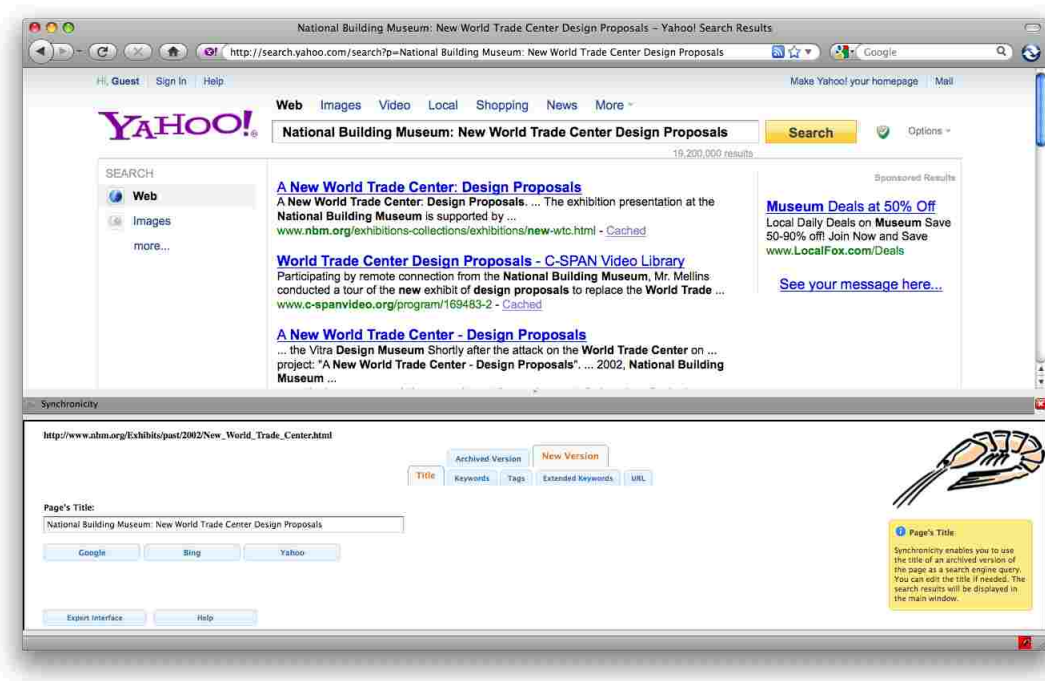 National Building Museum: New World Trade Center Design Proposals - Yahoo! Search Results
http://search.yahoo.com/search?p=National Building Museum: New World Trade Center Design Proposals
Google
Hi, Guest Sign In Help
Make Yahoo! your homepage Mail
YAHOO!
Web Images Video Local Shopping News More
National Building Museum: New World Trade Center Design Proposals
Search
Options
19,200,000 results
SEARCH
Web
Images
more...
A New World Trade Center: Design Proposals
A New World Trade Center: Design Proposals. ... The exhibition presentation at the
National Building Museum is supported by ...
www.nbm.org/exhibitions-collections/exhibitions/new-wtc.html - Cached
World Trade Center Design Proposals - C-SPAN Video Library
Participating by remote connection from the National Building Museum, Mr. Mellins
conducted a tour of the new exhibit of design proposals to replace the World Trade ...
www.c-spanvideo.org/program/169483-2 - Cached
A New World Trade Center - Design Proposals
... the Vitra Design Museum Shortly after the attack on the World Trade Center on ...
project: "A New World Trade Center - Design Proposals". ... 2002, National Building
Museum ...
Sponsored Results
Museum Deals at 50% Off
Local Daily Deals on Museum Save
50-90% off! Join Now and Save
www.LocalFox.com/Deals
See your message here...
Synchronicity
http://www.nbm.org/Exhibits/past/2002/New_World_Trade_Center.html
Archived Version New Version
Title Keywords Tags Extended Keywords URL
Page's Title:
National Building Museum: New World Trade Center Design Proposals
Google Bing Yahoo
Expert Interface Help
Page's Title
Synchronicity enables you to use
the title of an archived version of
the page as a search engine query.
You can edit the title if needed. The
search results will be displayed in
the main window.